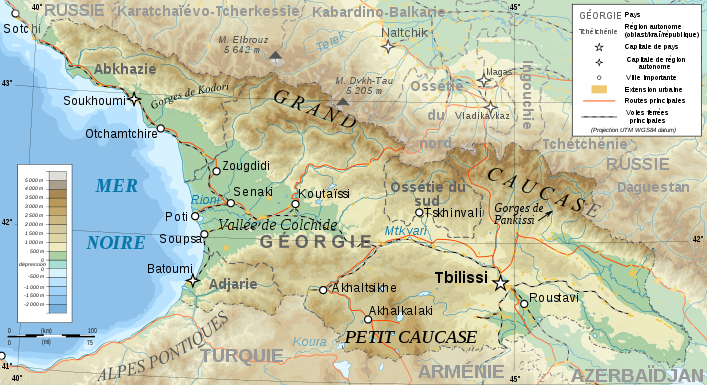 40°
RUSSIE
Karatchaïévo-Tcherkessie
Kabardino-Balkarie
45°
Sotchi
M. Elbrouz
5 642 m
Terek
Naltchik
43°
Abkhazie
Gorges de Kodori
Soukhoumi
M. Dykh-Tau
5 205 m
Magas
Ossétie
du
nord
Vladikavkaz
Ingouchie
Tchétchénie
GRAND
CAUCASE
Otchamtchire
RUSSIE
Daguestan
Zougdidi
MER
NOIRE
Rioni
Senaki
Koutaïssi
Ossétie du
sud
Tskhinvali
Gorges de
Pankissi
Poti
Vallée de Colchide
42°
Soupsa
GÉORGIE
Mtkvari
42°
Batoumi
Adjarie
Tbilissi
Akhaltsikhe
Roustavi
Akhalkalaki
PETIT CAUCASE
ALPES PONTIQUES
TURQUIE
Koura
ARMÉNIE
AZERBAÏDJAN
41°
40°
45°
41°
GÉORGIE Pays
Tchétchénie Région autonome
(oblast/kraï/république)
Capitale de pays
Capitale de région
autonome
Ville importante
Extension urbaine
Routes principales
Voies ferrées
principales
(Projection UTM WGS84 datum)
5 000 m
4 000 m
3 000 m
2 500 m
2 000 m
1 500 m
1 000 m
500 m
200 m
0
dépression
0
-200 m
-500 m
-1 000 m
-2 000 m
0 (km) 100
0 (mi) 75